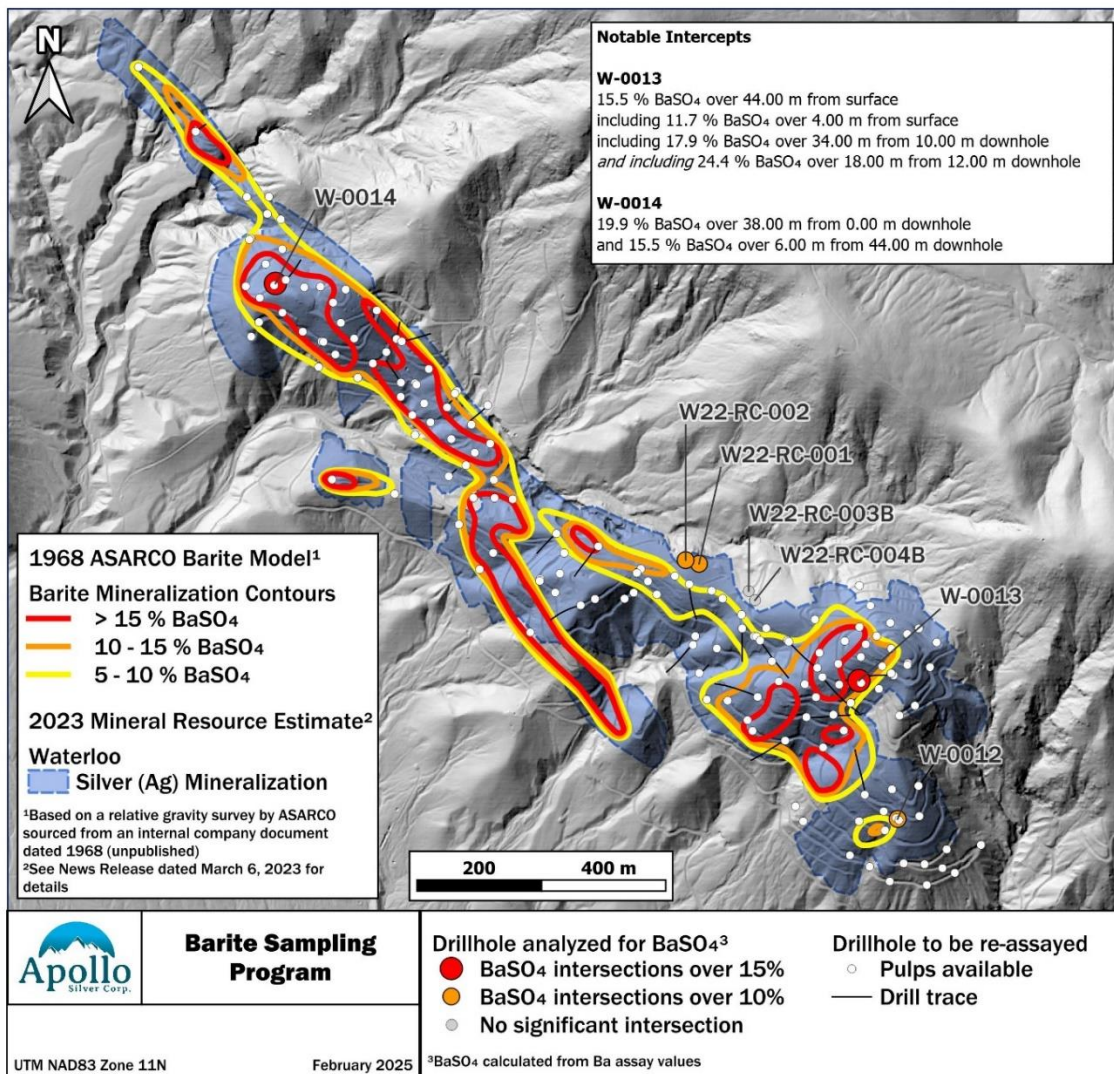 N
Notable Intercepts
W-0013
15.5 % BaSO₄ over 44.00 m from surface
including 11.7 % BaSO₄ over 4.00 m from surface
including 17.9 % BaSO₄ over 34.00 m from 10.00 m downhole
and including 24.4 % BaSO₄ over 18.00 m from 12.00 m downhole
W-0014
19.9 % BaSO₄ over 38.00 m from 0.00 m downhole
and 15.5 % BaSO₄ over 6.00 m from 44.00 m downhole
W-0014
W22-RC-002
W22-RC-001
W22-RC-003B
W22-RC-004B
W-0013
W-0012
1968 ASARCO Barite Model¹
Barite Mineralization Contours
> 15 % BaSO₄
10 - 15 % BaSO₄
5 - 10 % BaSO₄
2023 Mineral Resource Estimate²
Waterloo
Silver (Ag) Mineralization
¹Based on a relative gravity survey by ASARCO
sourced from an internal company document
dated 1968 (unpublished)
²See News Release dated March 6, 2023 for
details
200 400 m
Apollo
Silver Corp.
Barite Sampling
Program
UTM NAD83 Zone 11N February 2025
Drillhole analyzed for BaSO₄³
BaSO₄ intersections over 15%
BaSO₄ intersections over 10%
No significant intersection
³BaSO₄ calculated from Ba assay values
Drillhole to be re-assayed
Pulps available
Drill trace